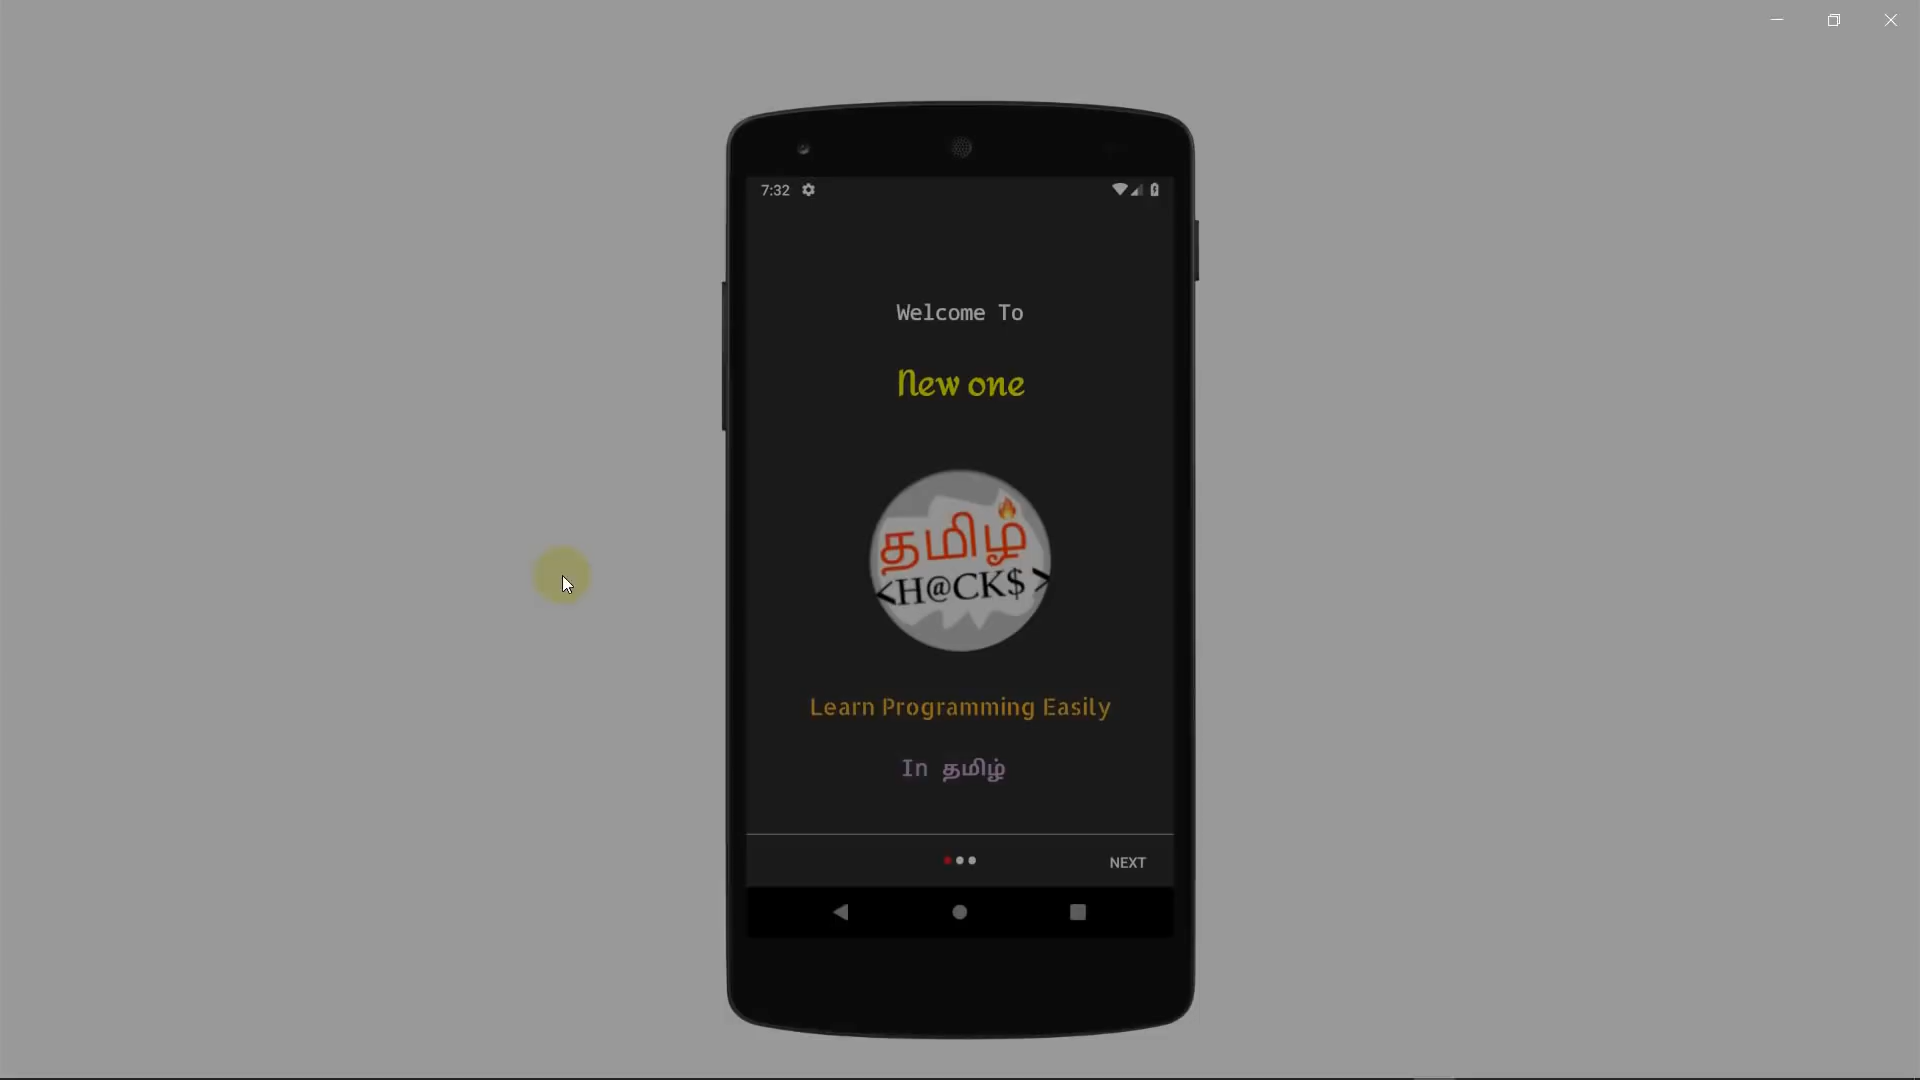 7:32
Welcome To
New one
தமிழ்
<H@CK$>
Learn Programming Easily
In தமிழ்
NEXT